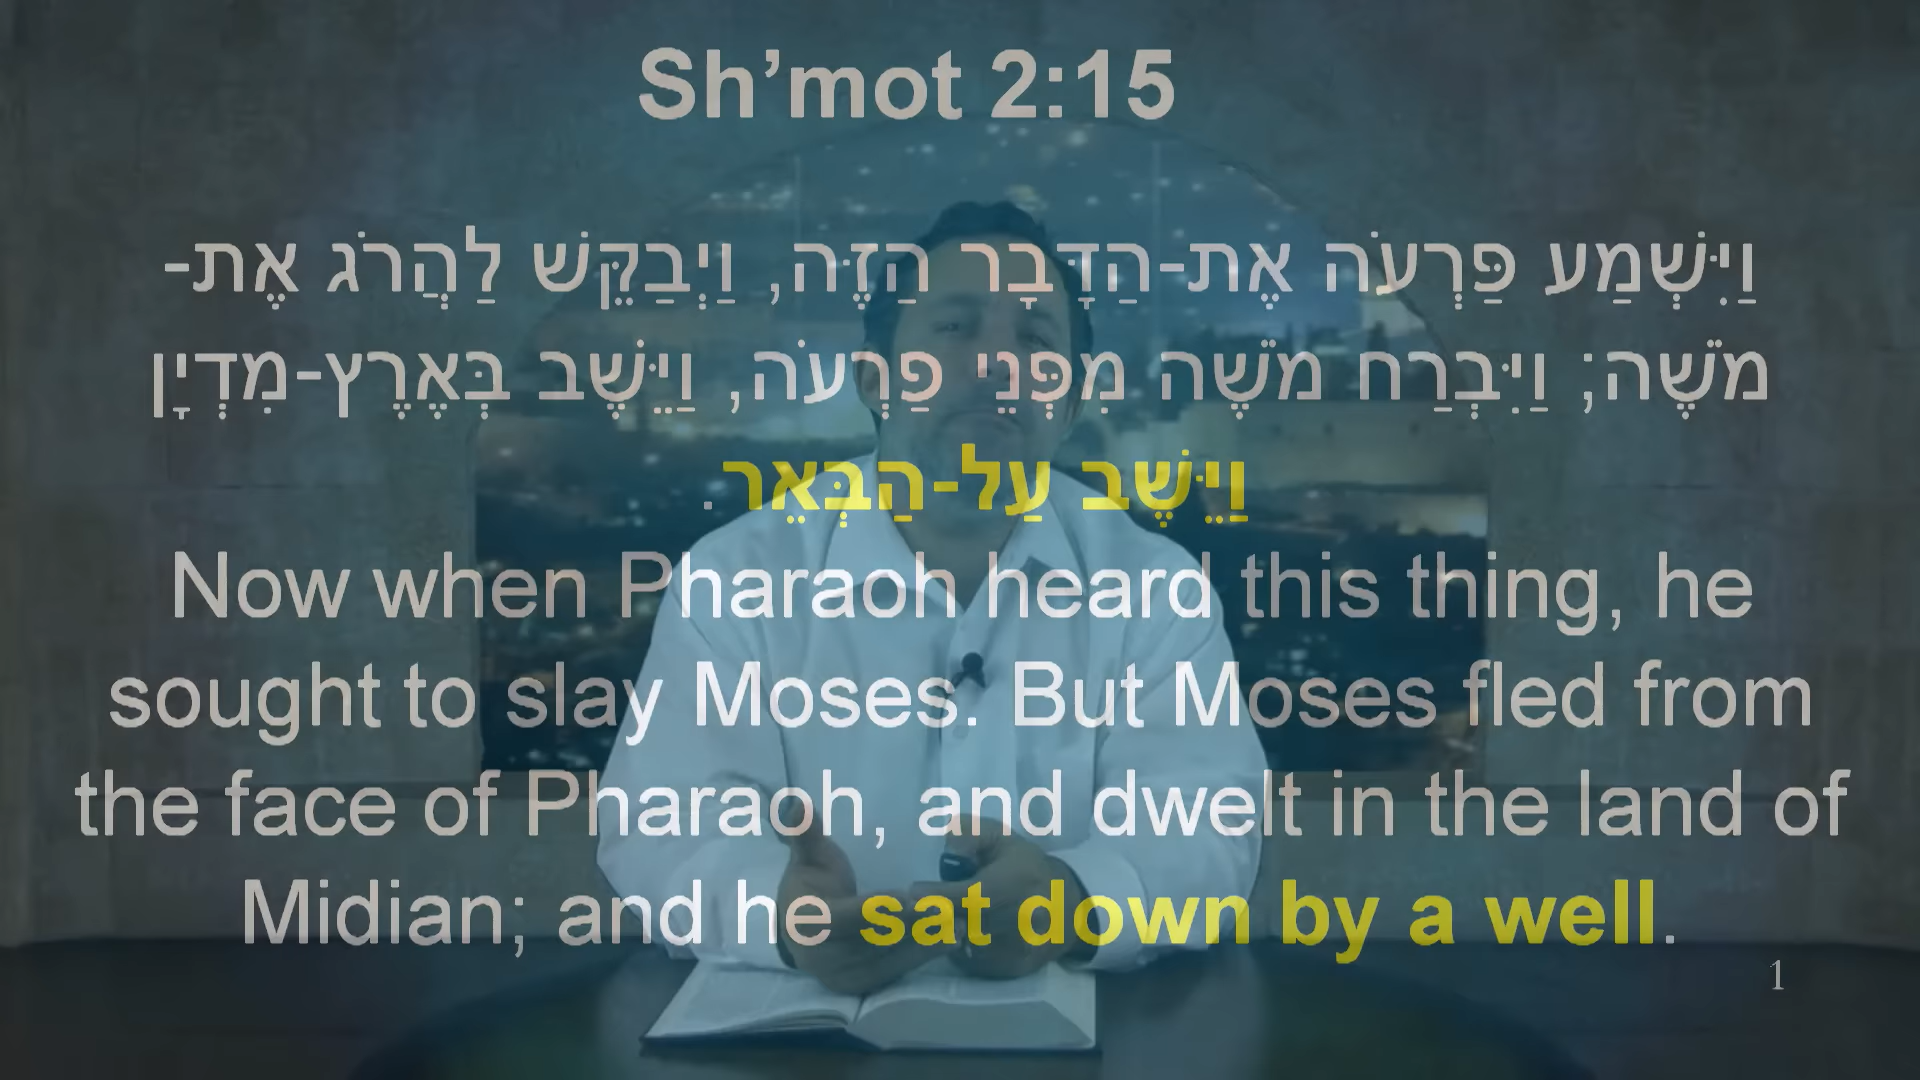 Sh’mot 2:15
וַיִּשְׁמַע פַּרְעֹה אֶת-הַדָּבָר הַזֶּה, וַיְבַקֵּשׁ לַהֲרֹג אֶת-
מֹשֶׁה; וַיִּבְרַח מֹשֶׁה מִפְּנֵי פַרְעֹה, וַיֵּשֶׁב בְּאֶרֶץ-מִדְיָן
וַיֵּשֶׁב עַל-הַבְּאֵר.
Now when Pharaoh heard this thing, he
sought to slay Moses. But Moses fled from
the face of Pharaoh, and dwelt in the land of
Midian; and he sat down by a well.
1